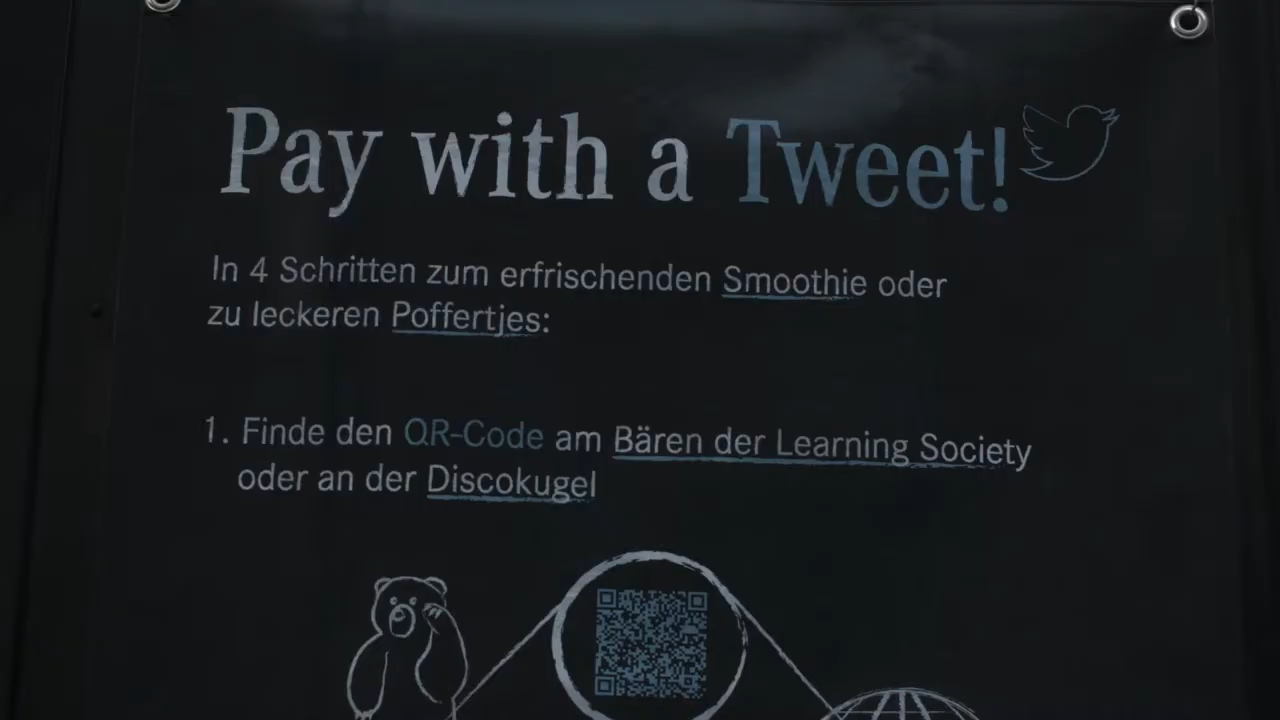 Pay with a Tweet!
In 4 Schritten zum erfrischenden Smoothie oder
zu leckeren Poffertjes:
1. Finde den QR-Code am Bären der Learning Society
oder an der Discokugel